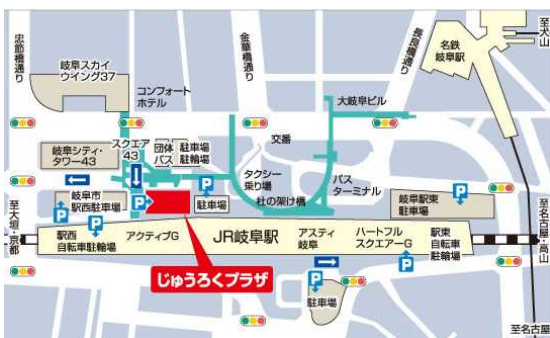 忠節橋通り
金華橋通り
長良橋通り
至犬山
名鉄
岐阜駅
岐阜スカイ
ウイング37
コンフォート
ホテル
大岐阜ビル
交番
岐阜シティ・
タワー43
スクエア
43
団体
バス
駐車場
駐輪場
タクシー
乗り場
バス
ターミナル
杜の架け橋
岐阜市
駅西駐車場
P
P
P
駐車場
岐阜駅東
駐車場
P
至大垣・京都
駅西
自転車駐輪場
P
アクティブG
JR岐阜駅
アスティ
岐阜
ハートフル
スクエアーG
駅東
自転車
駐輪場
P
至名古屋・高山
じゅうろくプラザ
P
駐車場
至名古屋